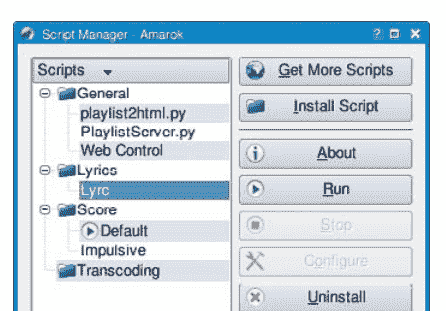 Script Manager - Amarok
Scripts
General
playlist2html.py
PlaylistServer.py
Web Control
Lyrics
Lyrc
Score
Default
Impulsive
Transcoding
Get More Scripts
Install Script
About
Run
Stop
Configure
Uninstall